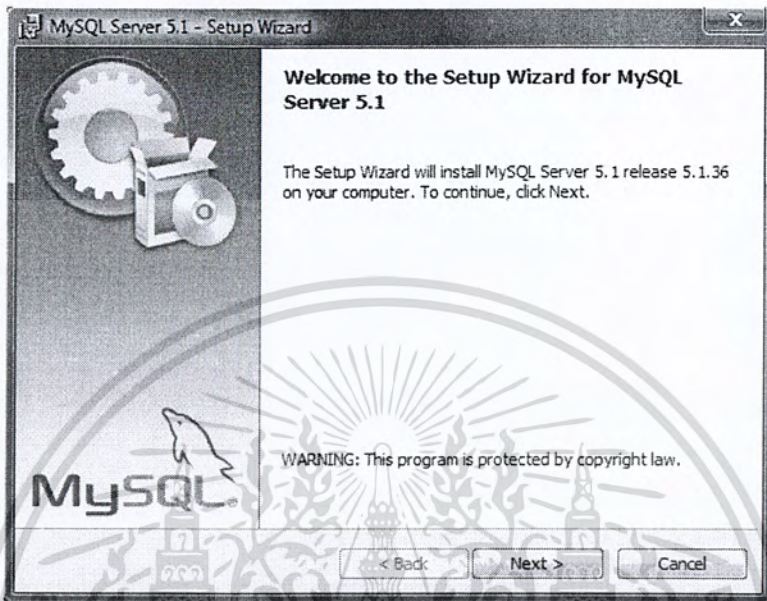 MySQL Server 5.1 - Setup Wizard
X
Welcome to the Setup Wizard for MySQL
Server 5.1
The Setup Wizard will install MySQL Server 5.1 release 5.1.36
on your computer. To continue, click Next.
WARNING: This program is protected by copyright law.
MySQL®
< Back
Next >
Cancel